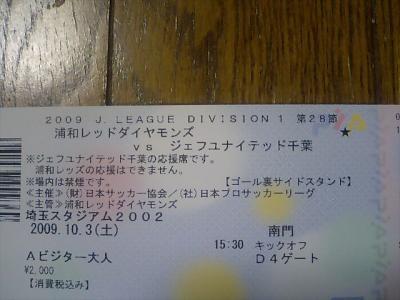 2009 J. LEAGUE DIVISION 1 第28節
浦和レッドダイヤモンズ
vs ジェフユナイテッド千葉
※ジェフユナイテッド千葉の応援席です。
浦和レッズの応援はできません。
※場内は禁煙です。 【ゴール裏サイドスタンド】
≪主催≫(財)日本サッカー協会/(社)日本プロサッカーリーグ
≪主管≫浦和レッドダイヤモンズ
埼玉スタジアム2002
2009.10.3(土) 南門
15:30 キックオフ
Aビジター大人 D4ゲート
¥2,000
【消費税込み】